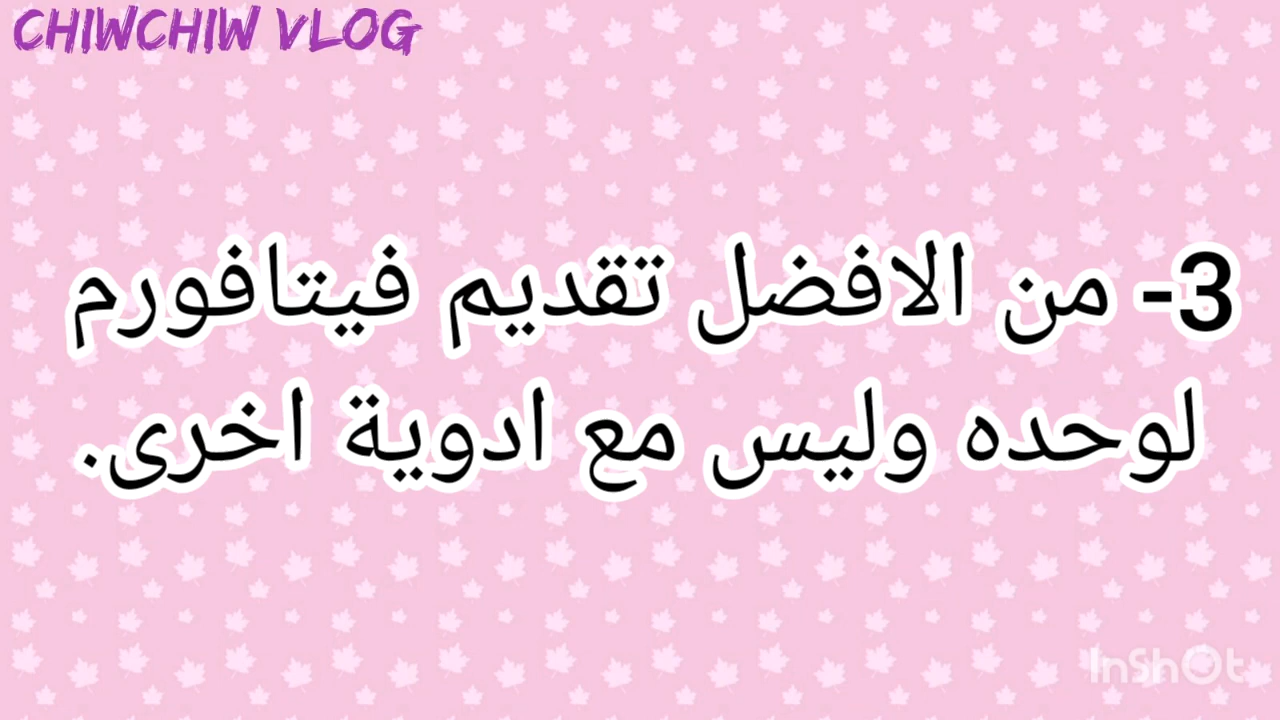 CHIWCHIW VLOG
3- من الافضل تقديم فيتافورم
لوحده وليس مع ادوية اخرى.
InShOt